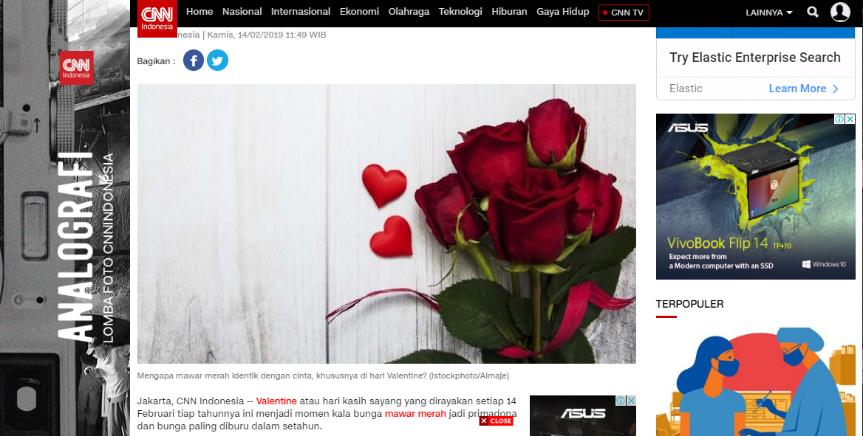 CNN
Indonesia
Home Nasional Internasional Ekonomi Olahraga Teknologi Hiburan Gaya Hidup CNN TV
LAINNYA
nesia | Kamis, 14/02/2019 11:49 WIB
Bagikan :
CNN
Indonesia
ANALOGRAFI
LOMBA FOTO CNNINDONESIA
Mengapa mawar merah identik dengan cinta, khususnya di hari Valentine? (Istockphoto/Almaje)
Jakarta, CNN Indonesia -- Valentine atau hari kasih sayang yang dirayakan setiap 14
Februari tiap tahunnya ini menjadi momen kala bunga mawar merah jadi primadona
dan bunga paling diburu dalam setahun.
ASUS
CLOSE
Try Elastic Enterprise Search
Elastic Learn More
ASUS
VivoBook Flip 14 TP470
Expect more from
a Modern computer with an SSD
Windows 10
TERPOPULER